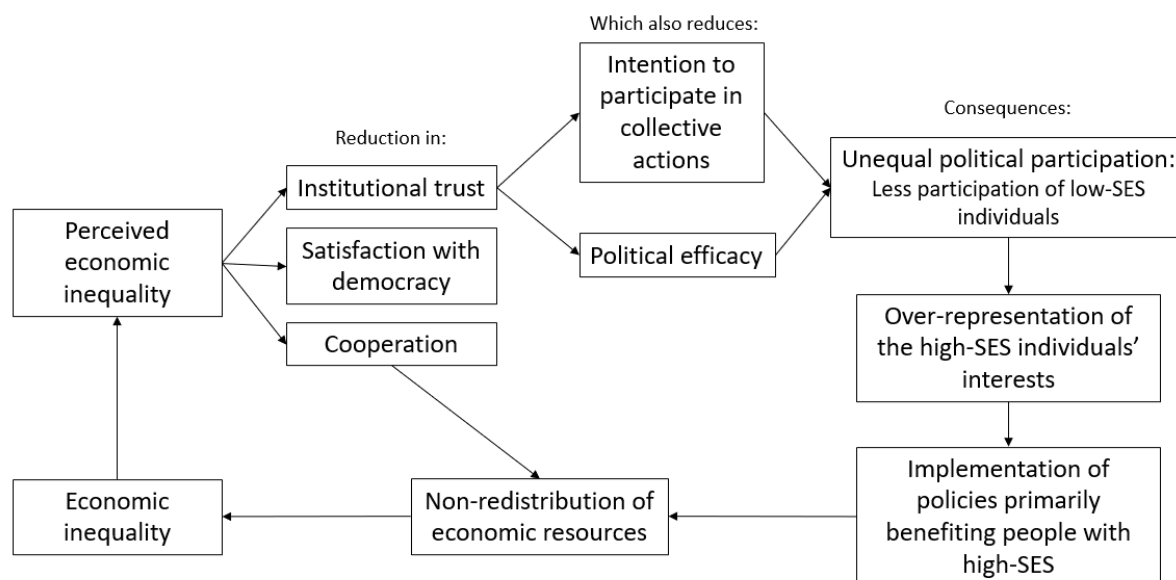 Which also reduces:
Intention to
participate in
collective
actions
Consequences:
Reduction in:
Unequal political participation:
Less participation of low-SES
individuals
Institutional trust
Perceived
economic
inequality
Satisfaction with
democracy
Political efficacy
Cooperation
Over-representation of
the high-SES individuals’
interests
Implementation of
policies primarily
benefiting people with
high-SES
Non-redistribution of
economic resources
Economic
inequality